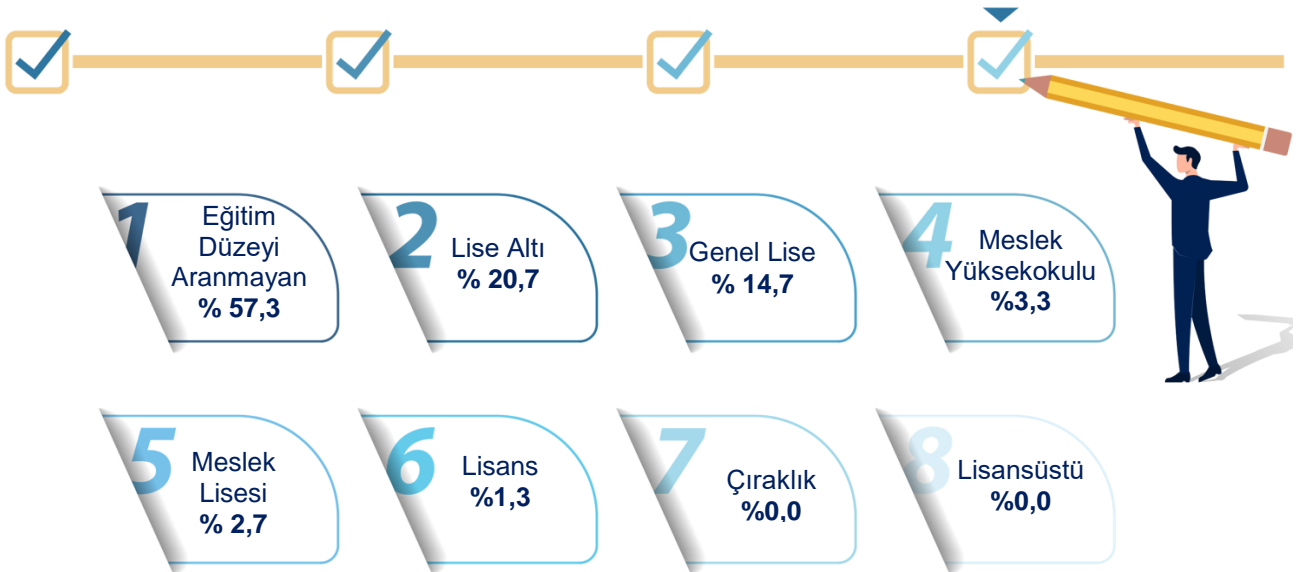 1
Eğitim
Düzeyi
Aranmayan
% 57,3
2
Lise Altı
% 20,7
3
Genel Lise
% 14,7
4
Meslek
Yüksekokulu
%3,3
5
Meslek
Lisesi
% 2,7
6
Lisans
%1,3
7
Çıraklık
%0,0
8
Lisansüstü
%0,0